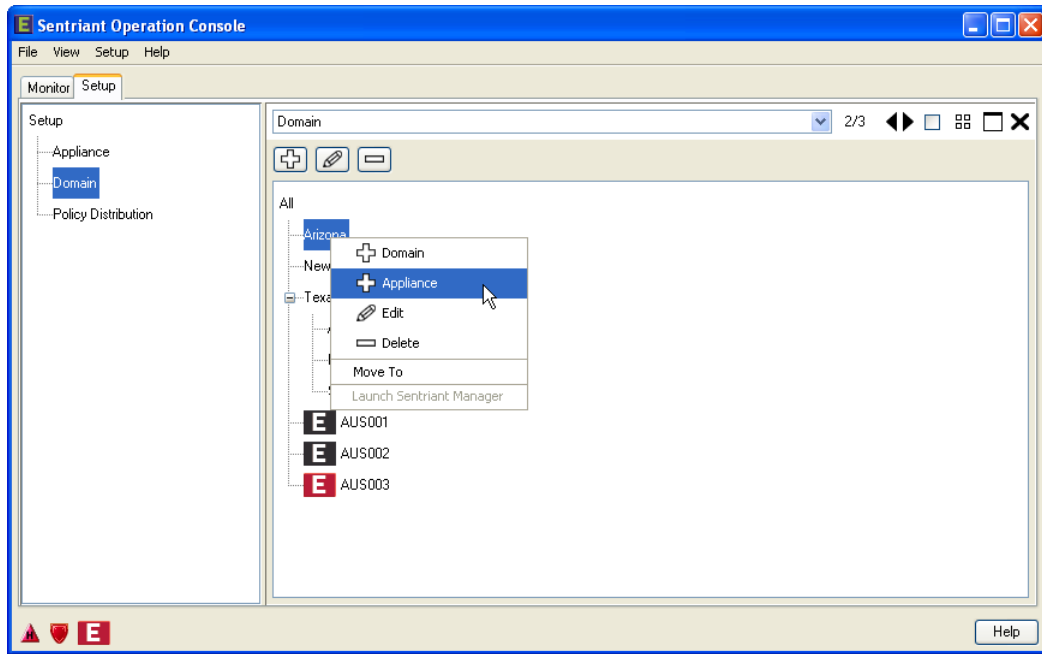 E Sentriant Operation Console
File View Setup Help
Monitor Setup
Setup
Appliance
Domain
Policy Distribution
Domain 2/3
All
Arizona
New
Domain
Appliance
Edit
Delete
Move To
Launch Sentriant Manager
E AUS001
E AUS002
E AUS003
H E Help